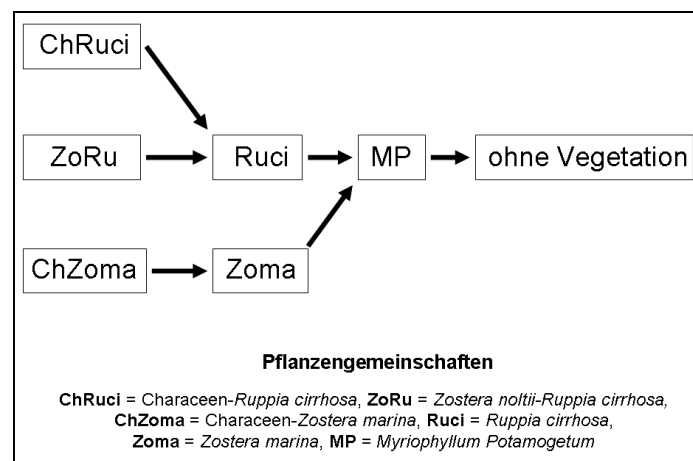 ChRuci
ZoRu
Ruci
MP
ohne Vegetation
ChZoma
Zoma
Pflanzengemeinschaften
ChRuci = Characeen-Ruppia cirrhosa, ZoRu = Zostera noltii-Ruppia cirrhosa,
ChZoma = Characeen-Zostera marina, Ruci = Ruppia cirrhosa,
Zoma = Zostera marina, MP = Myriophyllum Potamogetum